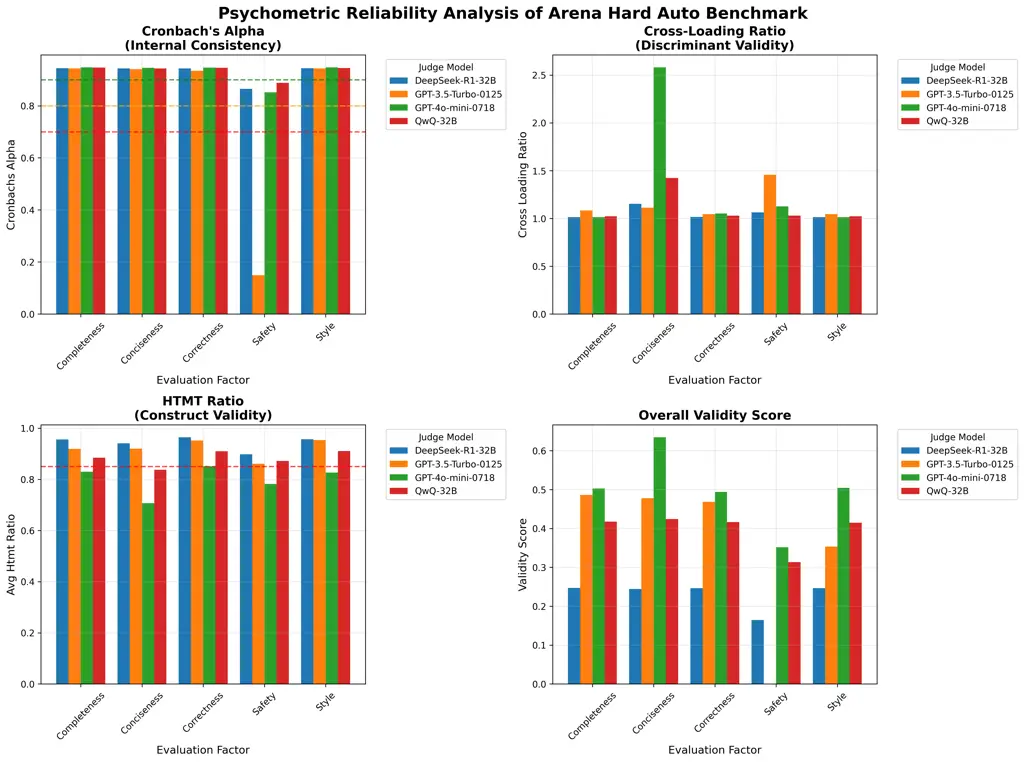 Psychometric Reliability Analysis of Arena Hard Auto Benchmark
Cronbach's Alpha
(Internal Consistency)
Cronbachs Alpha
0.8
0.6
0.4
0.2
0.0
Completeness
Conciseness
Correctness
Safety
Style
Evaluation Factor
Judge Model
DeepSeek-R1-32B
GPT-3.5-Turbo-0125
GPT-4o-mini-0718
QwQ-32B
Cross-Loading Ratio
(Discriminant Validity)
Cross Loading Ratio
2.5
2.0
1.5
1.0
0.5
0.0
Completeness
Conciseness
Correctness
Safety
Style
Evaluation Factor
Judge Model
DeepSeek-R1-32B
GPT-3.5-Turbo-0125
GPT-4o-mini-0718
QwQ-32B
HTMT Ratio
(Construct Validity)
Avg Htmt Ratio
1.0
0.8
0.6
0.4
0.2
0.0
Completeness
Conciseness
Correctness
Safety
Style
Evaluation Factor
Judge Model
DeepSeek-R1-32B
GPT-3.5-Turbo-0125
GPT-4o-mini-0718
QwQ-32B
Overall Validity Score
Validity Score
0.6
0.5
0.4
0.3
0.2
0.1
0.0
Completeness
Conciseness
Correctness
Safety
Style
Evaluation Factor
Judge Model
DeepSeek-R1-32B
GPT-3.5-Turbo-0125
GPT-4o-mini-0718
QwQ-32B